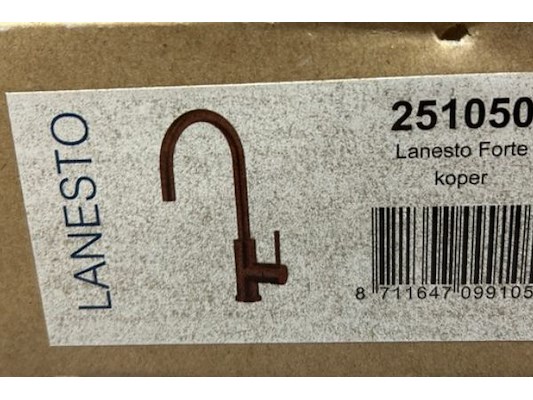 LANESTO
251050
Lanesto Forte
koper
8 711647 099105